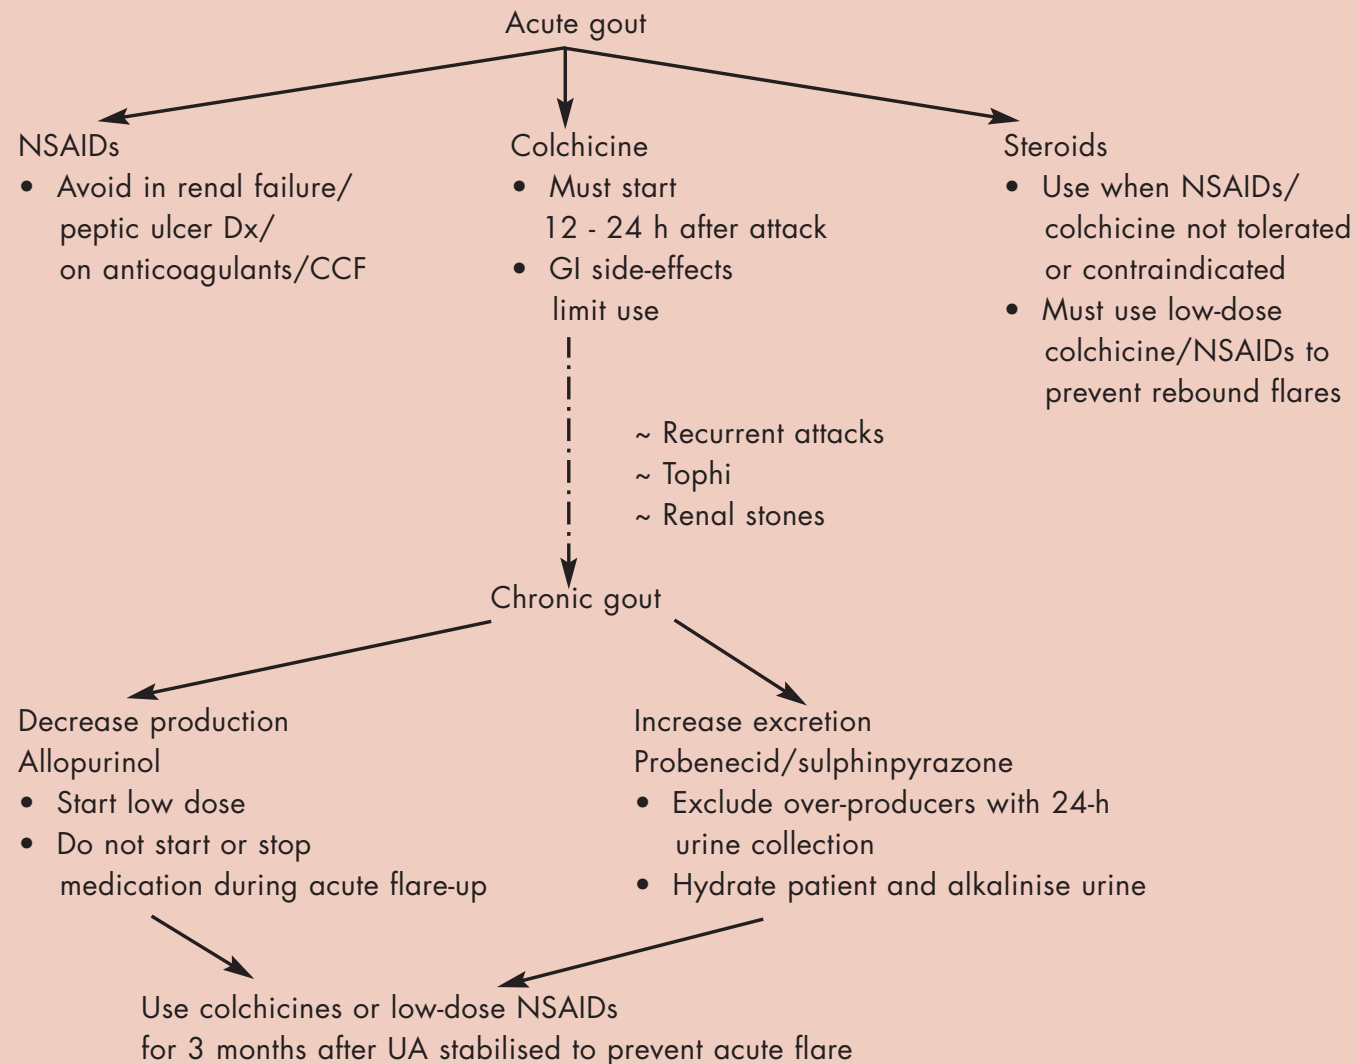 Acute gout
NSAIDs
• Avoid in renal failure/
peptic ulcer Dx/
on anticoagulants/CCF
Colchicine
• Must start
12 - 24 h after attack
• GI side-effects
limit use
Steroids
• Use when NSAIDs/
colchicine not tolerated
or contraindicated
• Must use low-dose
colchicine/NSAIDs to
prevent rebound flares
~ Recurrent attacks
~ Tophi
~ Renal stones
Chronic gout
Decrease production
Allopurinol
• Start low dose
• Do not start or stop
medication during acute flare-up
Increase excretion
Probenecid/sulphinpyrazone
• Exclude over-producers with 24-h
urine collection
• Hydrate patient and alkalinise urine
Use colchicines or low-dose NSAIDs
for 3 months after UA stabilised to prevent acute flare